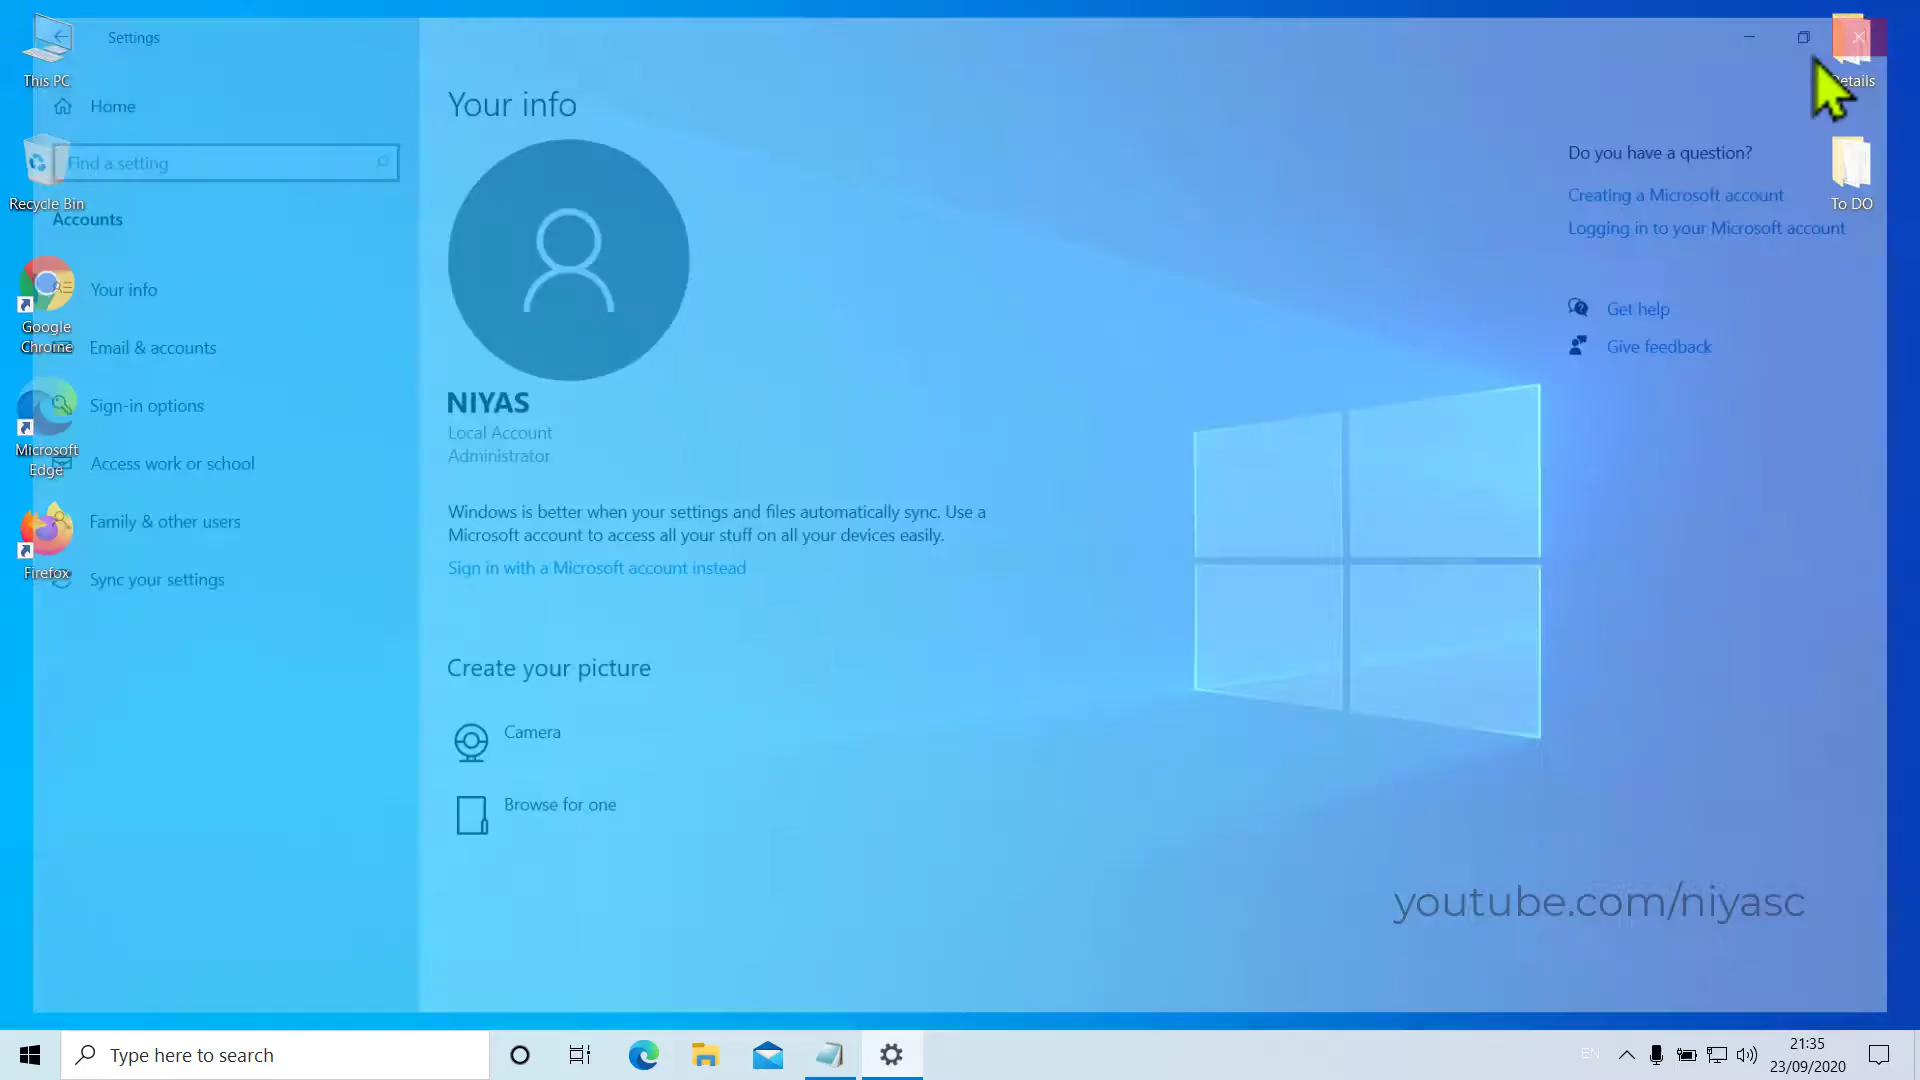 Settings
This PC
Home
Find a setting
Recycle Bin
Accounts
Your info
Google
Chrome
Email & accounts
Sign-in options
Microsoft
Edge
Access work or school
Family & other users
Firefox
Sync your settings
Your info
NIYAS
Local Account
Administrator
Windows is better when your settings and files automatically sync. Use a
Microsoft account to access all your stuff on all your devices easily.
Sign in with a Microsoft account instead
Create your picture
Camera
Browse for one
Do you have a question?
Creating a Microsoft account
Logging in to your Microsoft account
Get help
Give feedback
Details
To DO
youtube.com/niyasc
Type here to search
EN
21:35
23/09/2020